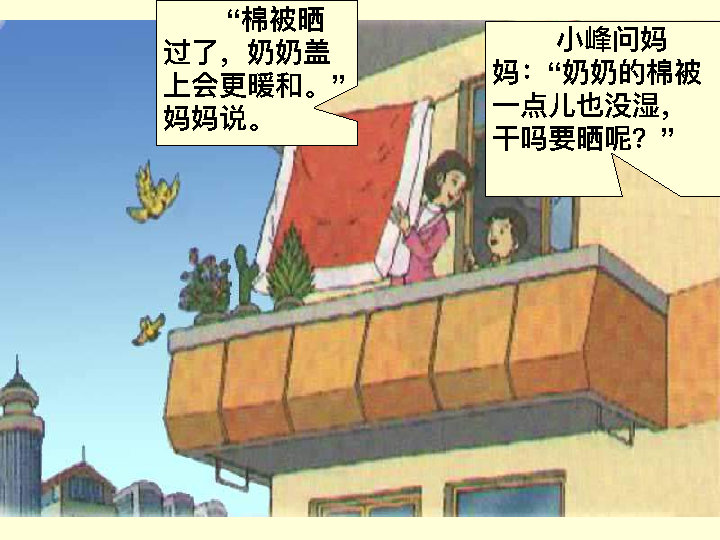 “棉被晒
过了，奶奶盖
上会更暖和。”
妈妈说。
小峰问妈
妈：“奶奶的棉被
一点儿也没湿，
干吗要晒呢？”